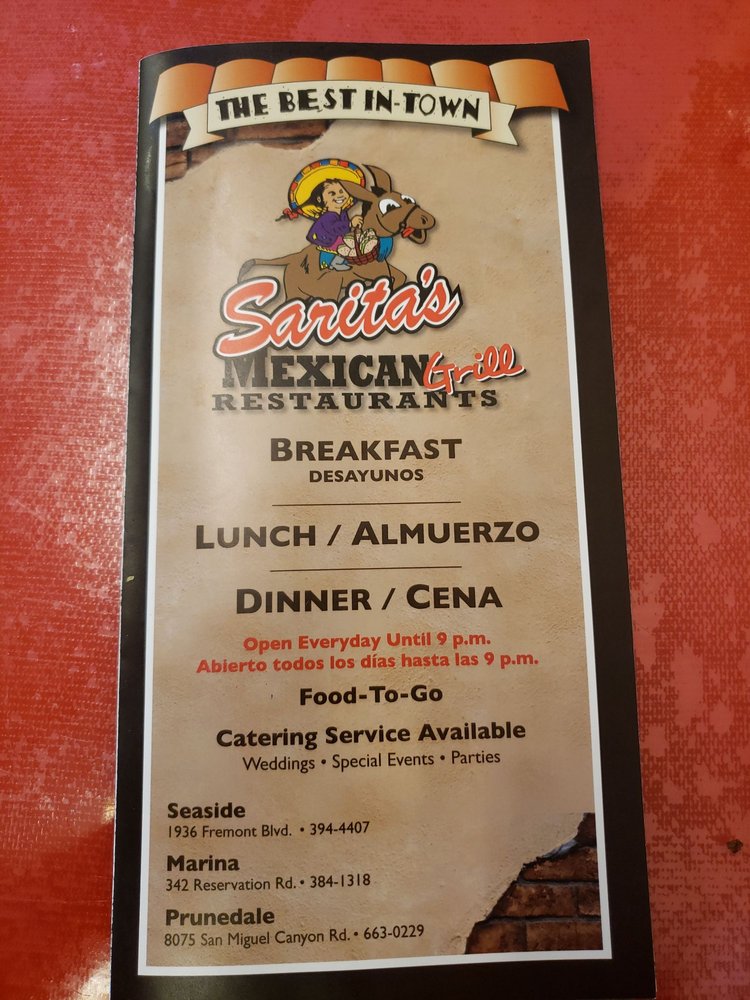 THE BEST IN-TOWN
Sarita's
MEXICAN Grill
RESTAURANTS
BREAKFAST
DESAYUNOS
LUNCH / ALMUERZO
DINNER / CENA
Open Everyday Until 9 p.m.
Abierto todos los días hasta las 9 p.m.
Food-To-Go
Catering Service Available
Weddings • Special Events • Parties
Seaside
1936 Fremont Blvd. • 394-4407
Marina
342 Reservation Rd. • 384-1318
Prunedale
8075 San Miguel Canyon Rd. • 663-0229